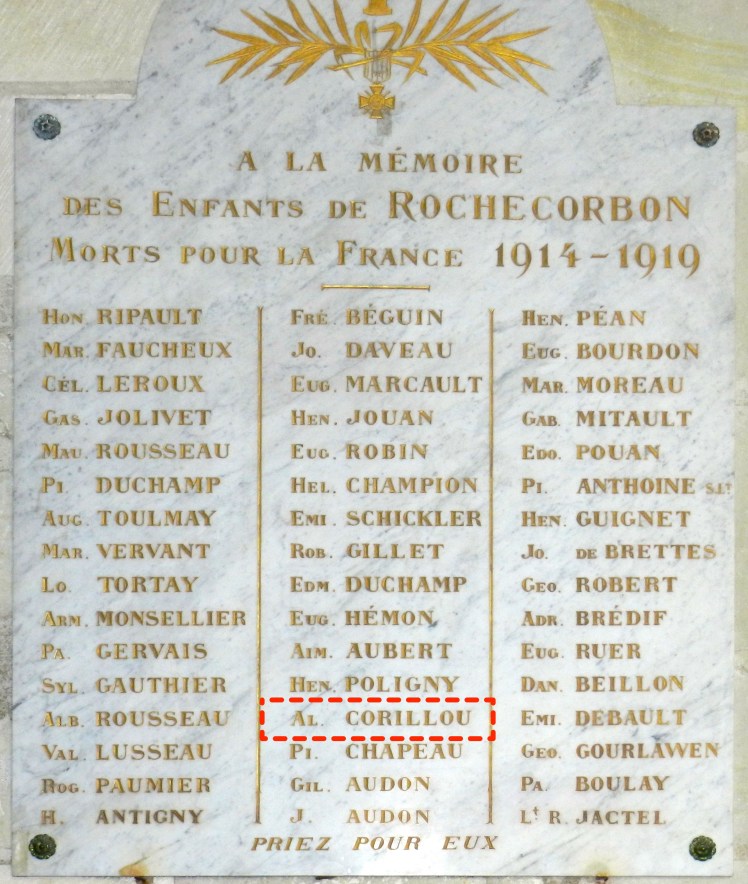 A LA MÉMOIRE
DES ENFANTS DE ROCHECORBON
MORTS POUR LA FRANCE 1914-1919
HON. RIPAULT
MAR. FAUCHEUX
CÉL. LEROUX
GAS. JOLIVET
MAU. ROUSSEAU
PI. DUCHAMP
AUG. TOULMAY
MAR. VERVANT
LO. TORTAY
ARM. MONSELLIER
PA. GERVAIS
SYL. GAUTHIER
ALB. ROUSSEAU
VAL. LUSSEAU
ROG. PAUMIER
H. ANTIGNY
FRÉ. BÉGUIN
JO. DAVEAU
EUG. MARCAULT
HEN. JOUAN
EUG. ROBIN
HEL. CHAMPION
EMI. SCHICKLER
ROB. GILLET
EDM. DUCHAMP
EUG. HÉMON
AIM. AUBERT
HEN. POLIGNY
AL. CORILLOU
PI. CHAPEAU
GIL. AUDON
J. AUDON
HEN. PÉAN
EUG. BOURDON
MAR. MOREAU
GAB. MITAULT
EDO. POUAN
PI. ANTHOINE S.Lt
HEN. GUIGNET
JO. DE BRETTES
GEO. ROBERT
ADR. BRÉDIF
EUG. RUER
DAN. BEILLON
EMI. DEBAULT
GEO. GOURLAWEN
PA. BOULAY
Lt R. JACTEL
PRIEZ POUR EUX